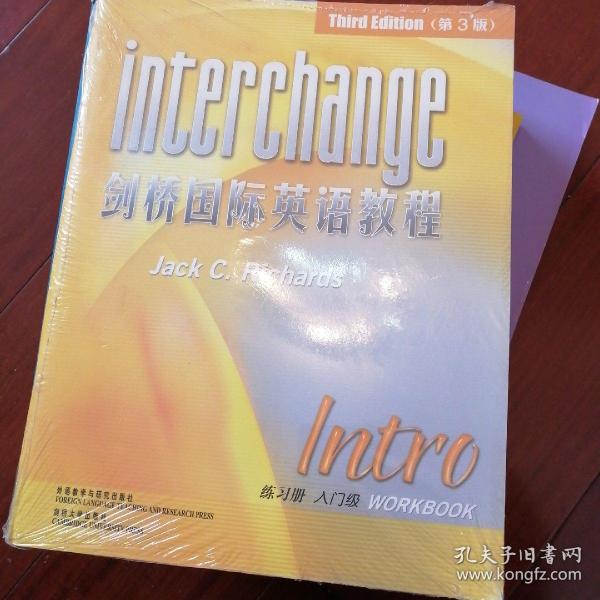 Third Edition (第3版)
interchange
剑桥国际英语教程
Jack C. Richards
Intro
练习册 入门级 WORKBOOK
外语教学与研究出版社
FOREIGN LANGUAGE TEACHING AND RESEARCH PRESS
剑桥大学出版社
CAMBRIDGE UNIVERSITY PRESS
孔夫子旧书网
www.kongfz.com